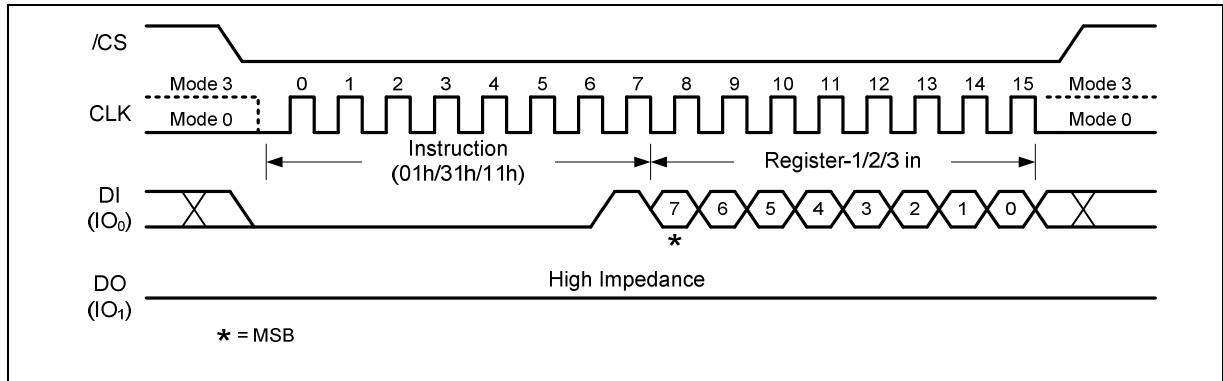 /CS
Mode 3 0 1 2 3 4 5 6 7 8 9 10 11 12 13 14 15 Mode 3
CLK
Mode 0 Mode 0
Instruction
(01h/31h/11h)
Register-1/2/3 in
DI
(IO₀)
7 6 5 4 3 2 1 0
*
High Impedance
DO
(IO₁)
* = MSB